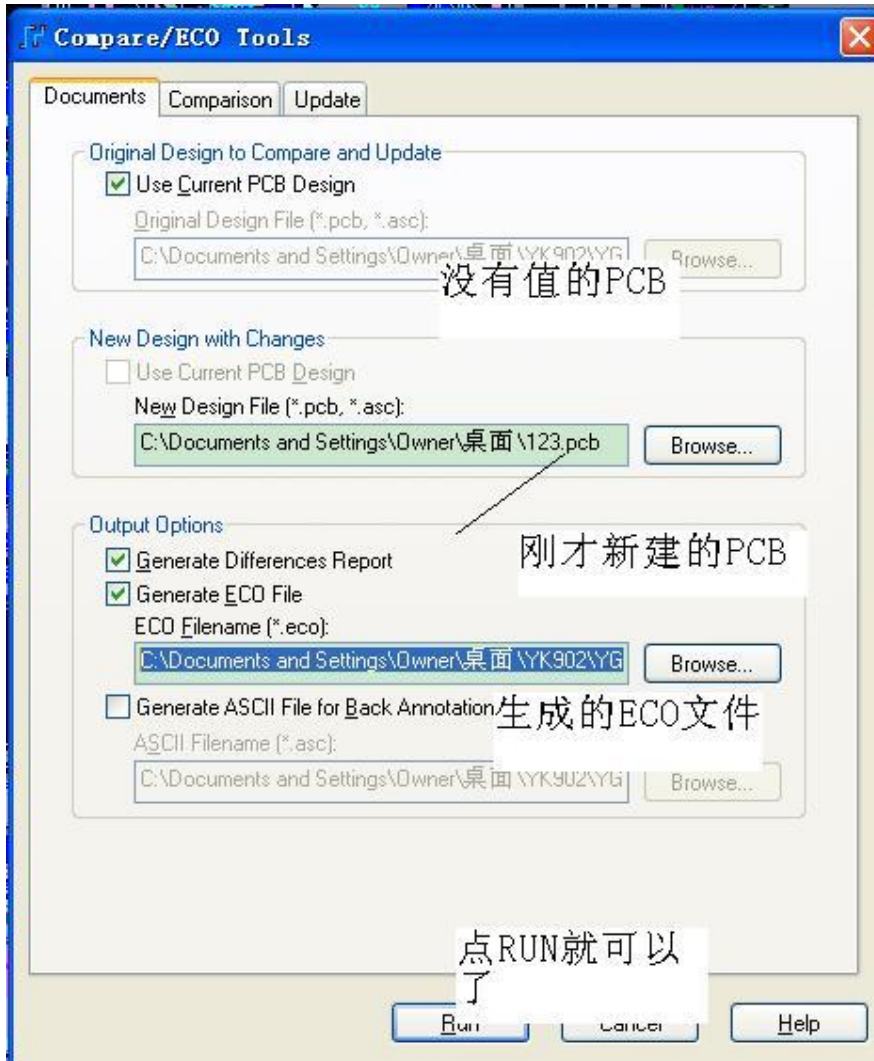 Compare/ECO Tools
Documents Comparison Update
Original Design to Compare and Update
Use Current PCB Design
Original Design File (*.pcb, *.asc):
C:\Documents and Settings\Owner\桌面\YK902\YG Browse...
没有值的PCB
New Design with Changes
Use Current PCB Design
New Design File (*.pcb, *.asc):
C:\Documents and Settings\Owner\桌面\123.pcb Browse...
Output Options
Generate Differences Report
刚才新建的PCB
Generate ECO File
ECO Filename (*.eco):
C:\Documents and Settings\Owner\桌面\YK902\YG Browse...
Generate ASCII File for Back Annotation
生成的ECO文件
ASCII Filename (*.asc):
C:\Documents and Settings\Owner\桌面\YK902\YG Browse...
点RUN就可以
了
Run Cancel Help